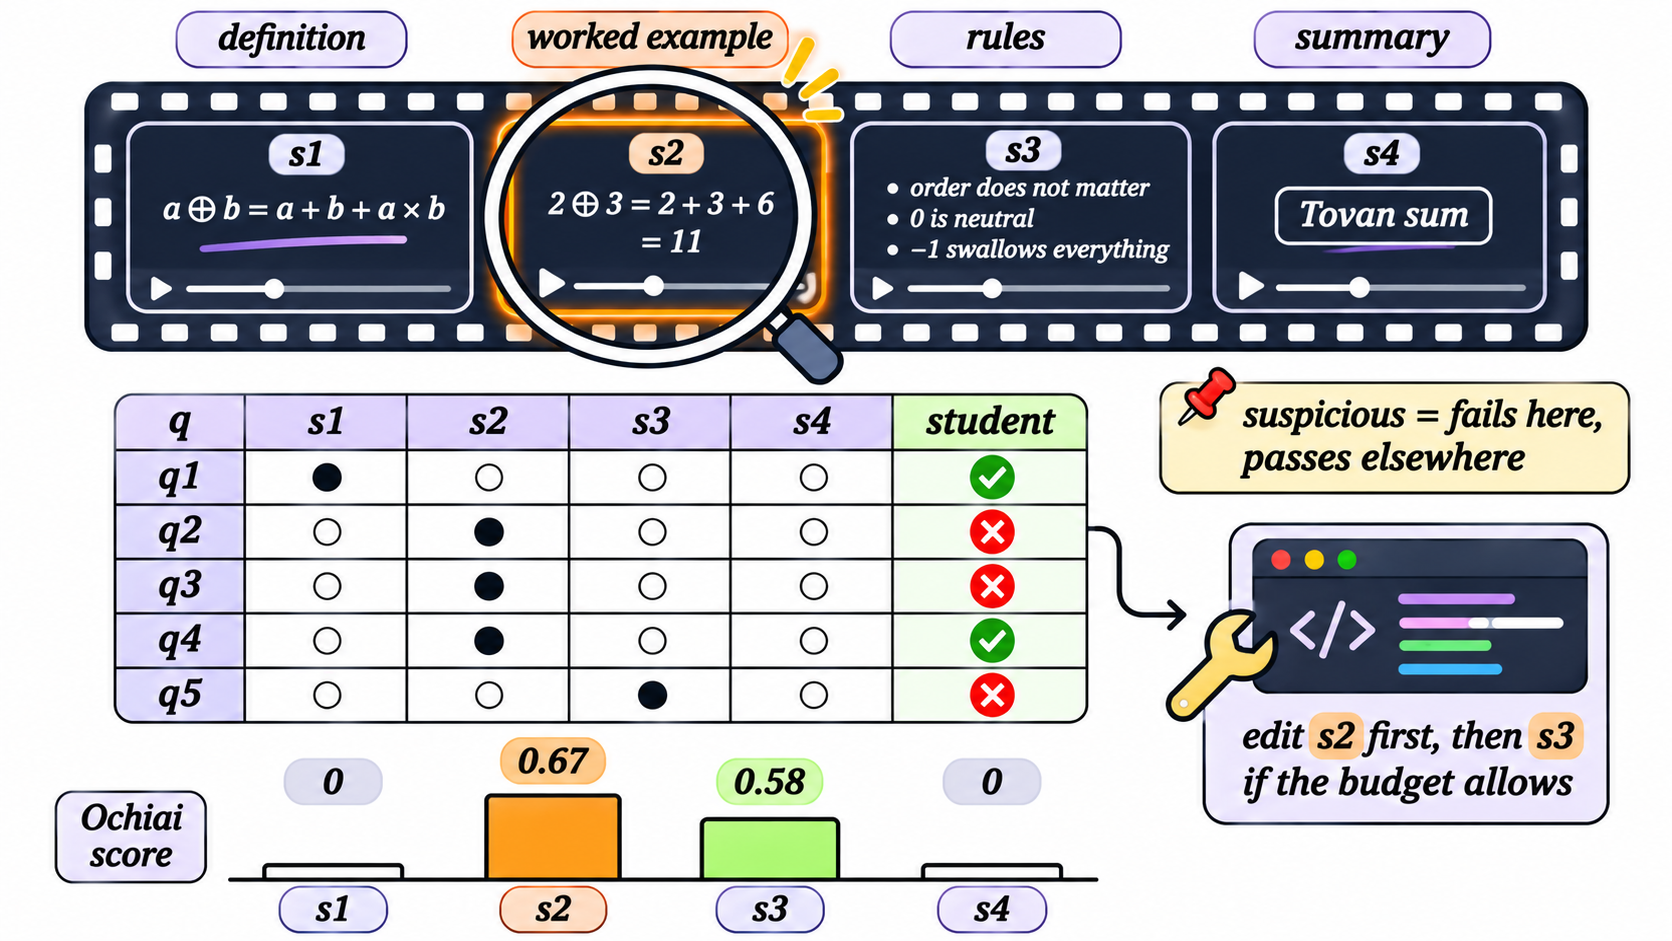 definition
worked example
rules
summary
s1
a ⊕ b = a + b + a × b
s2
2 ⊕ 3 = 2 + 3 + 6
= 11
s3
• order does not matter
• 0 is neutral
• −1 swallows everything
s4
Tovan sum
q s1 s2 s3 s4 student
q1
q2
q3
q4
q5
suspicious = fails here,
passes elsewhere
</>
edit s2 first, then s3
if the budget allows
Ochiai
score
0 0.67 0.58 0
s1 s2 s3 s4